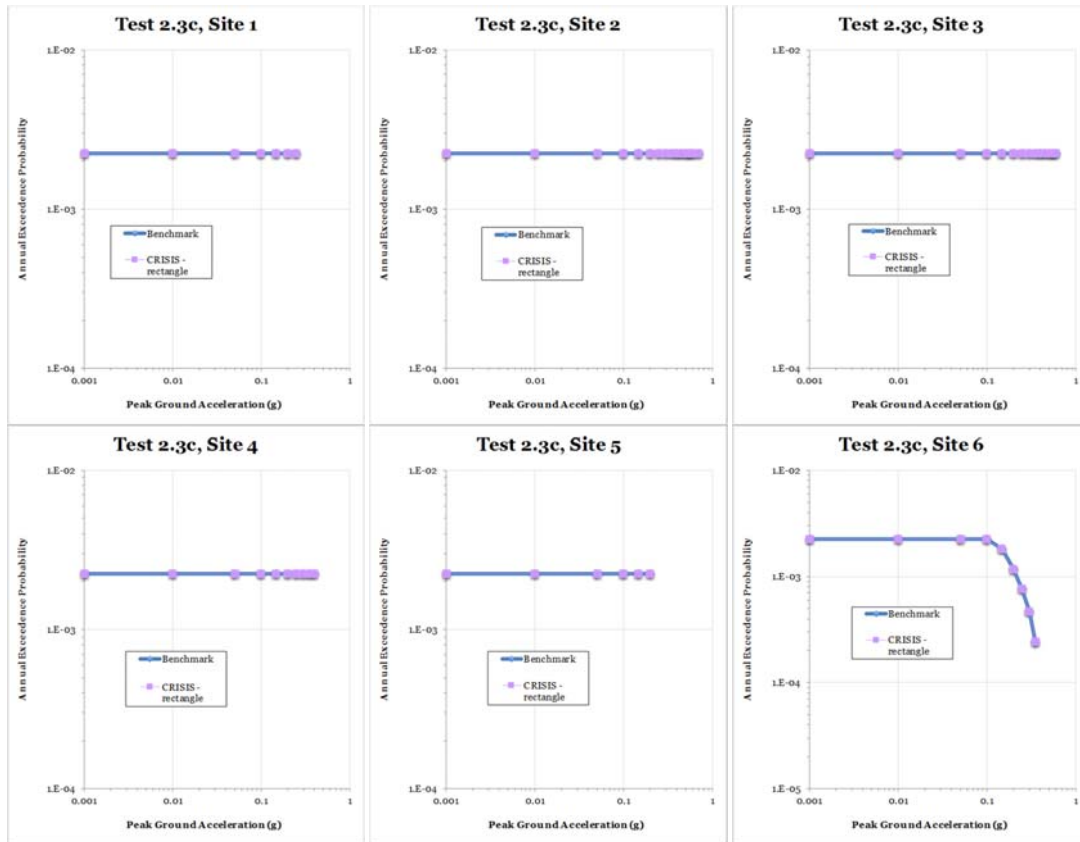 Test 2.3c, Site 1
1.E-02
1.E-03
1.E-04
Annual Exceedence Probability
Benchmark
CRISIS -
rectangle
0.001
0.01
0.1
1
Peak Ground Acceleration (g)
Test 2.3c, Site 2
1.E-02
1.E-03
1.E-04
Annual Exceedence Probability
Benchmark
CRISIS -
rectangle
0.001
0.01
0.1
1
Peak Ground Acceleration (g)
Test 2.3c, Site 3
1.E-02
1.E-03
1.E-04
Annual Exceedence Probability
Benchmark
CRISIS -
rectangle
0.001
0.01
0.1
1
Peak Ground Acceleration (g)
Test 2.3c, Site 4
1.E-02
1.E-03
1.E-04
Annual Exceedence Probability
Benchmark
CRISIS -
rectangle
0.001
0.01
0.1
1
Peak Ground Acceleration (g)
Test 2.3c, Site 5
1.E-02
1.E-03
1.E-04
Annual Exceedence Probability
Benchmark
CRISIS -
rectangle
0.001
0.01
0.1
1
Peak Ground Acceleration (g)
Test 2.3c, Site 6
1.E-02
1.E-03
1.E-04
1.E-05
Annual Exceedence Probability
Benchmark
CRISIS -
rectangle
0.001
0.01
0.1
1
Peak Ground Acceleration (g)